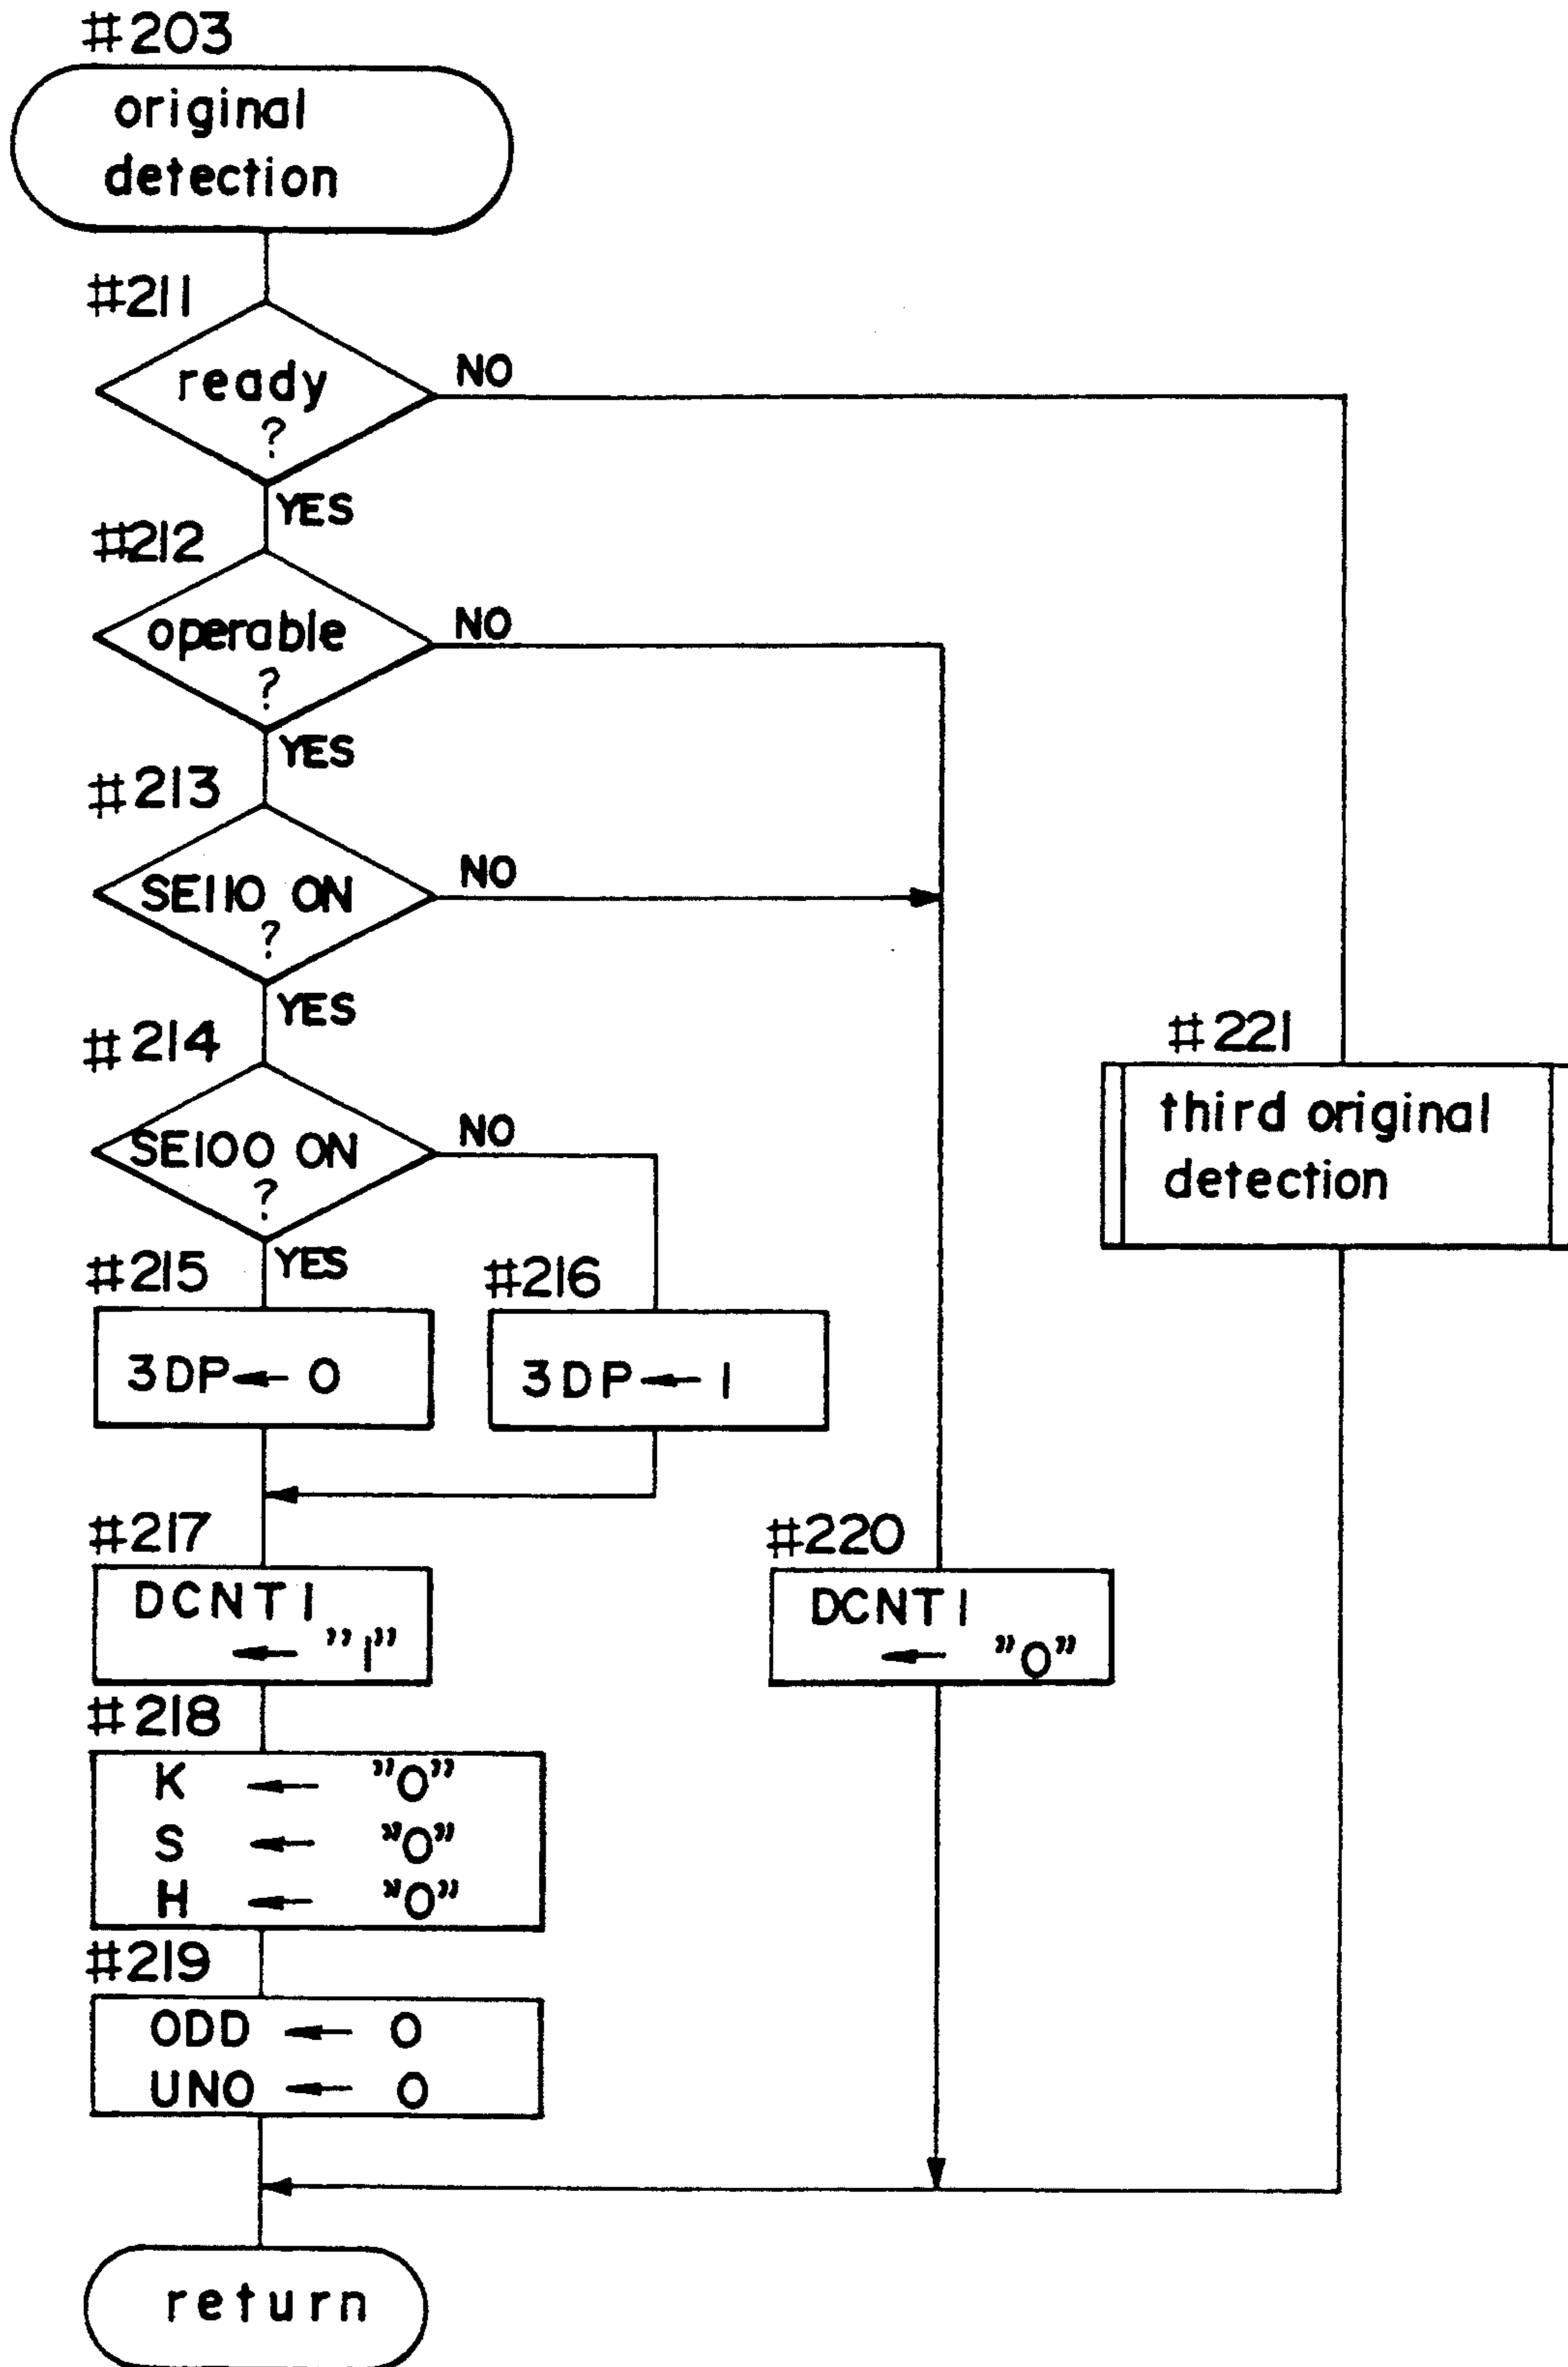 #203
original
detection
#211
ready
?
NO
YES
#212
operable
?
NO
YES
#213
SE110 ON
?
NO
YES
#214
SE100 ON
?
NO
YES
#215
3DP ← 0
#216
3DP ← 1
#217
DCNT1
← "1"
#218
K ← "0"
S ← "0"
H ← "0"
#219
ODD ← 0
UNO ← 0
#220
DCNT1
← "0"
#221
third original
detection
return